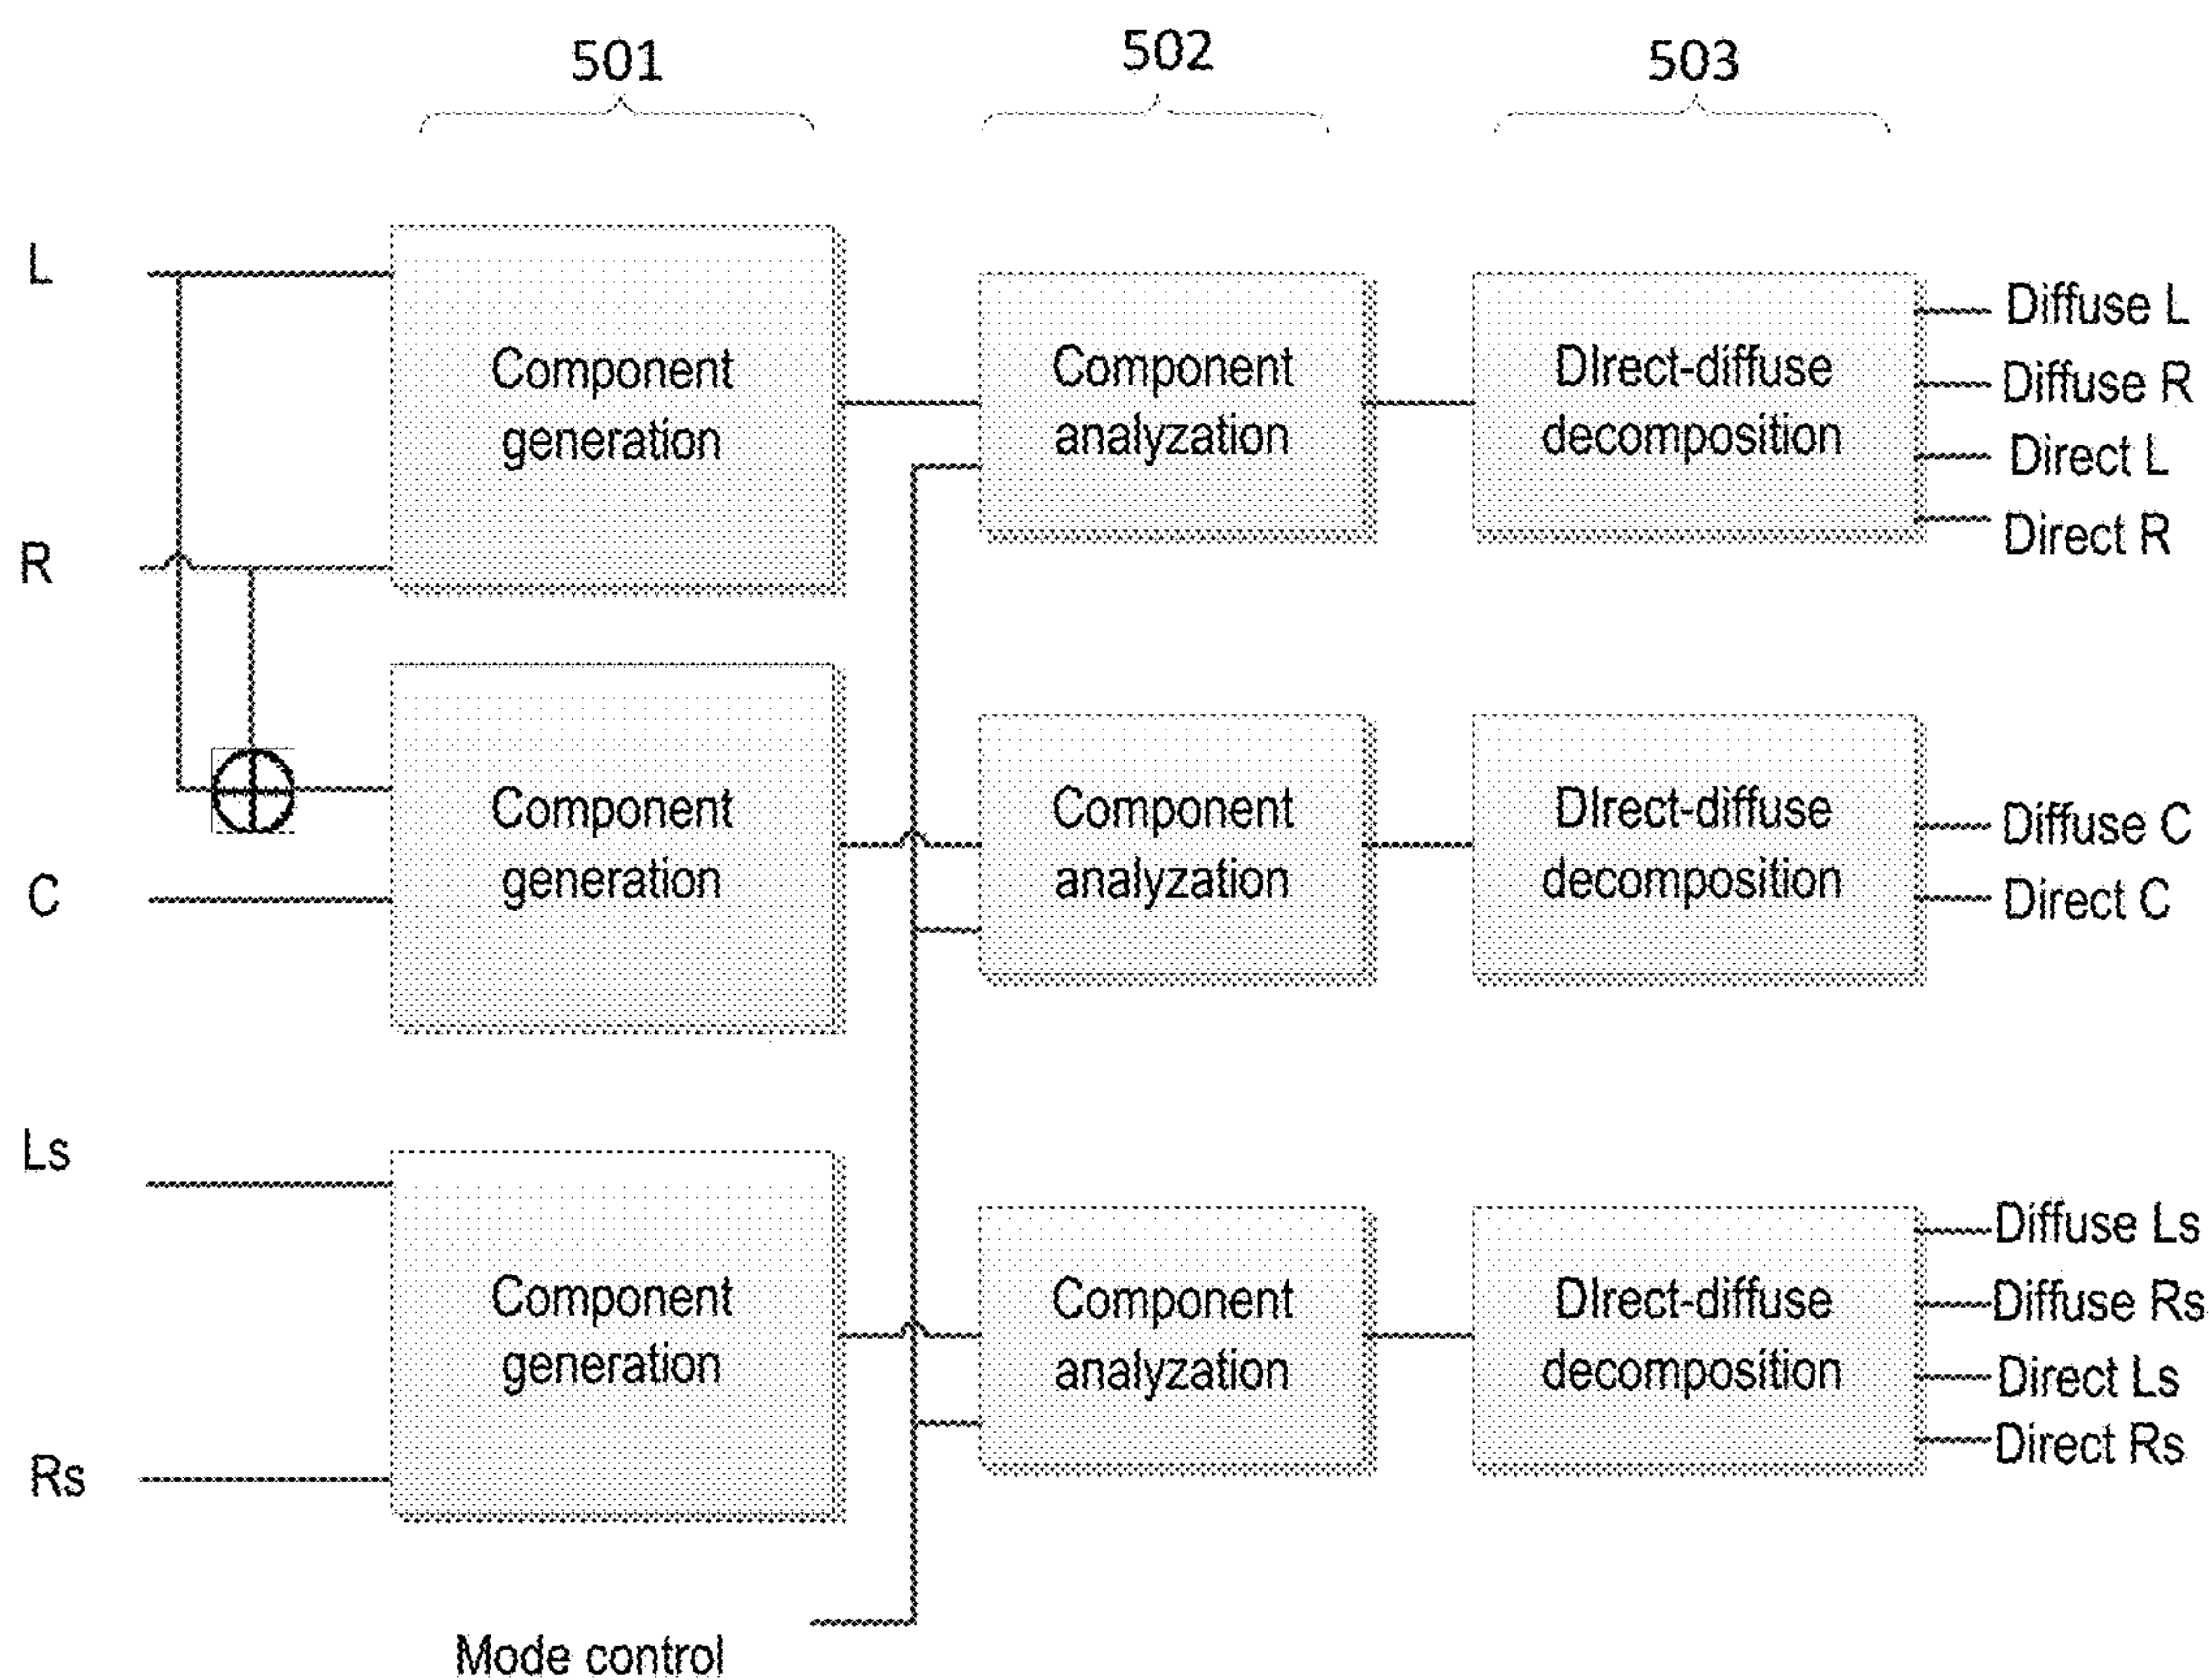 501
502
503
L
R
C
Ls
Rs
Component
generation
Component
analyzation
DIrect-diffuse
decomposition
Diffuse L
Diffuse R
Direct L
Direct R
Component
generation
Component
analyzation
DIrect-diffuse
decomposition
Diffuse C
Direct C
Component
generation
Component
analyzation
DIrect-diffuse
decomposition
Diffuse Ls
Diffuse Rs
Direct Ls
Direct Rs
Mode control